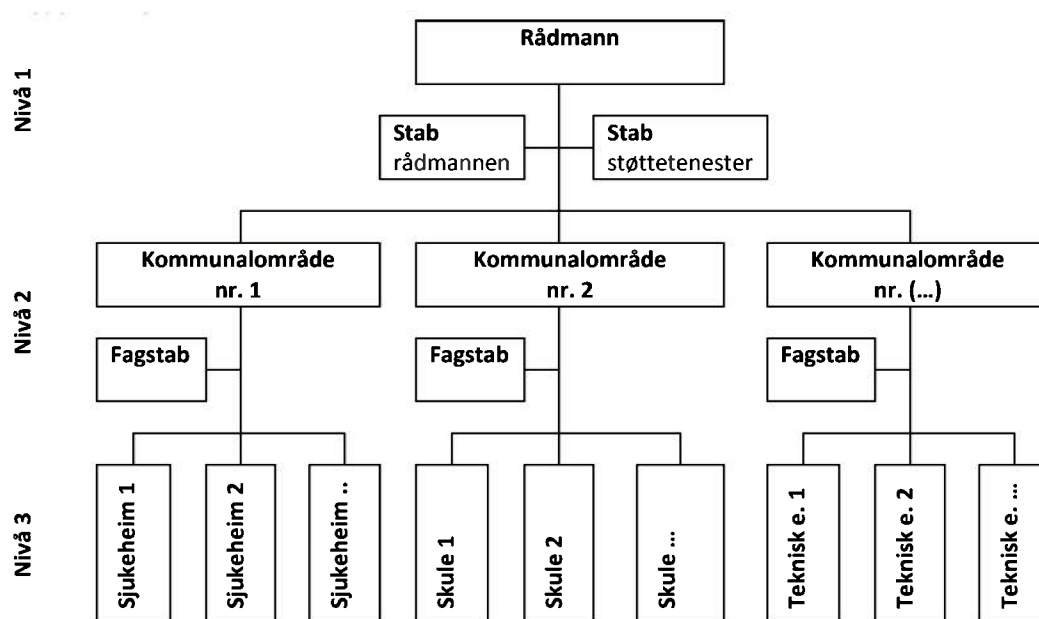 Nivå 1
Rådmann
Stab
rådmannen
Stab
støttetenester
Nivå 2
Kommunalområde
nr. 1
Kommunalområde
nr. 2
Kommunalområde
nr. (...)
Fagstab
Fagstab
Fagstab
Nivå 3
Sjukeheim 1
Sjukeheim 2
Sjukeheim ..
Skule 1
Skule 2
Skule ...
Teknisk e. 1
Teknisk e. 2
Teknisk e. ...